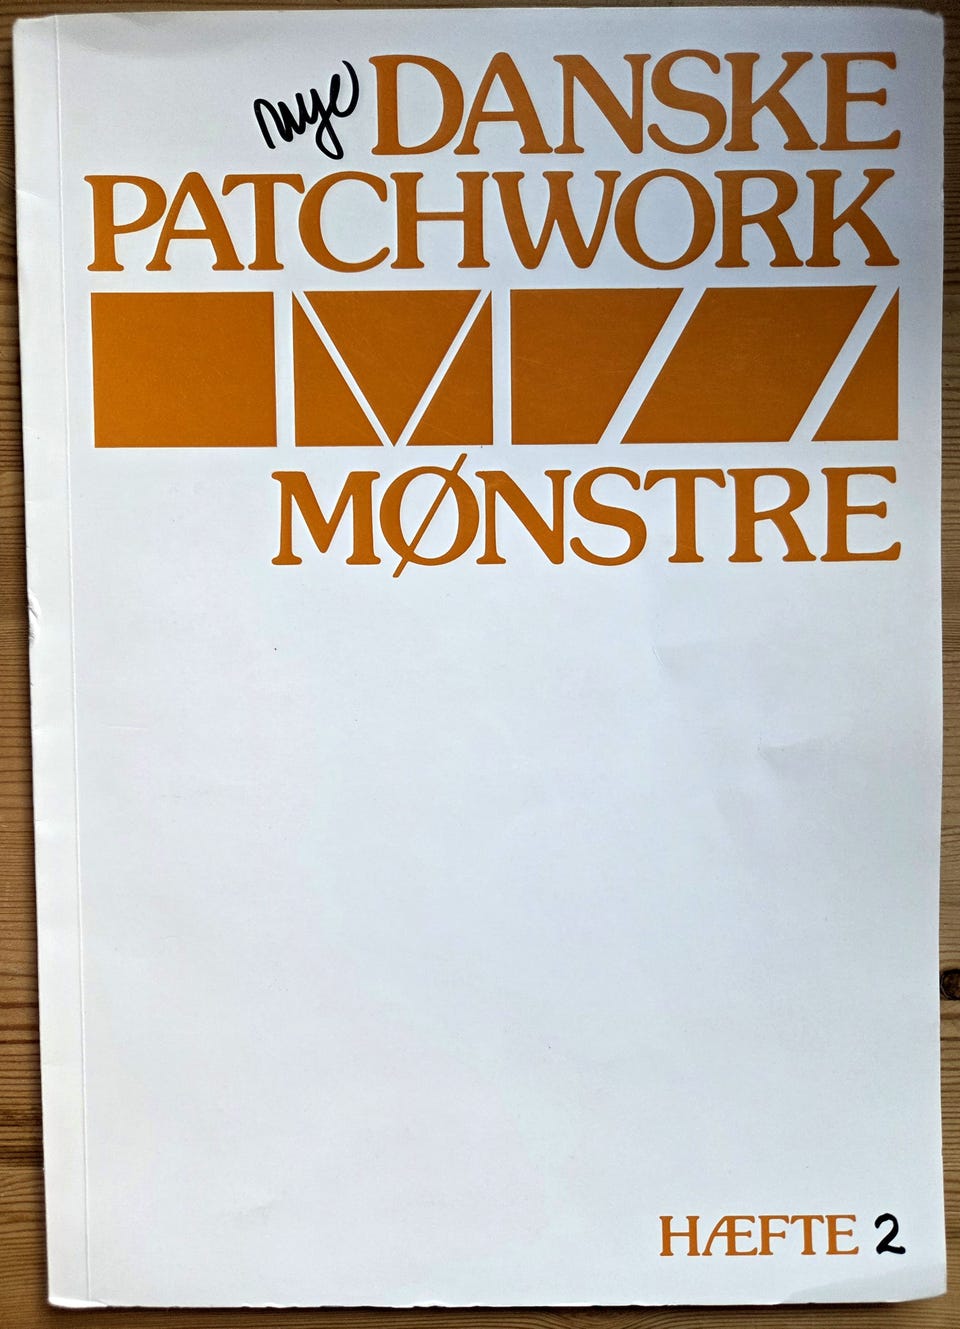 nye DANSKE
PATCHWORK
MØNSTRE
HÆFTE 2